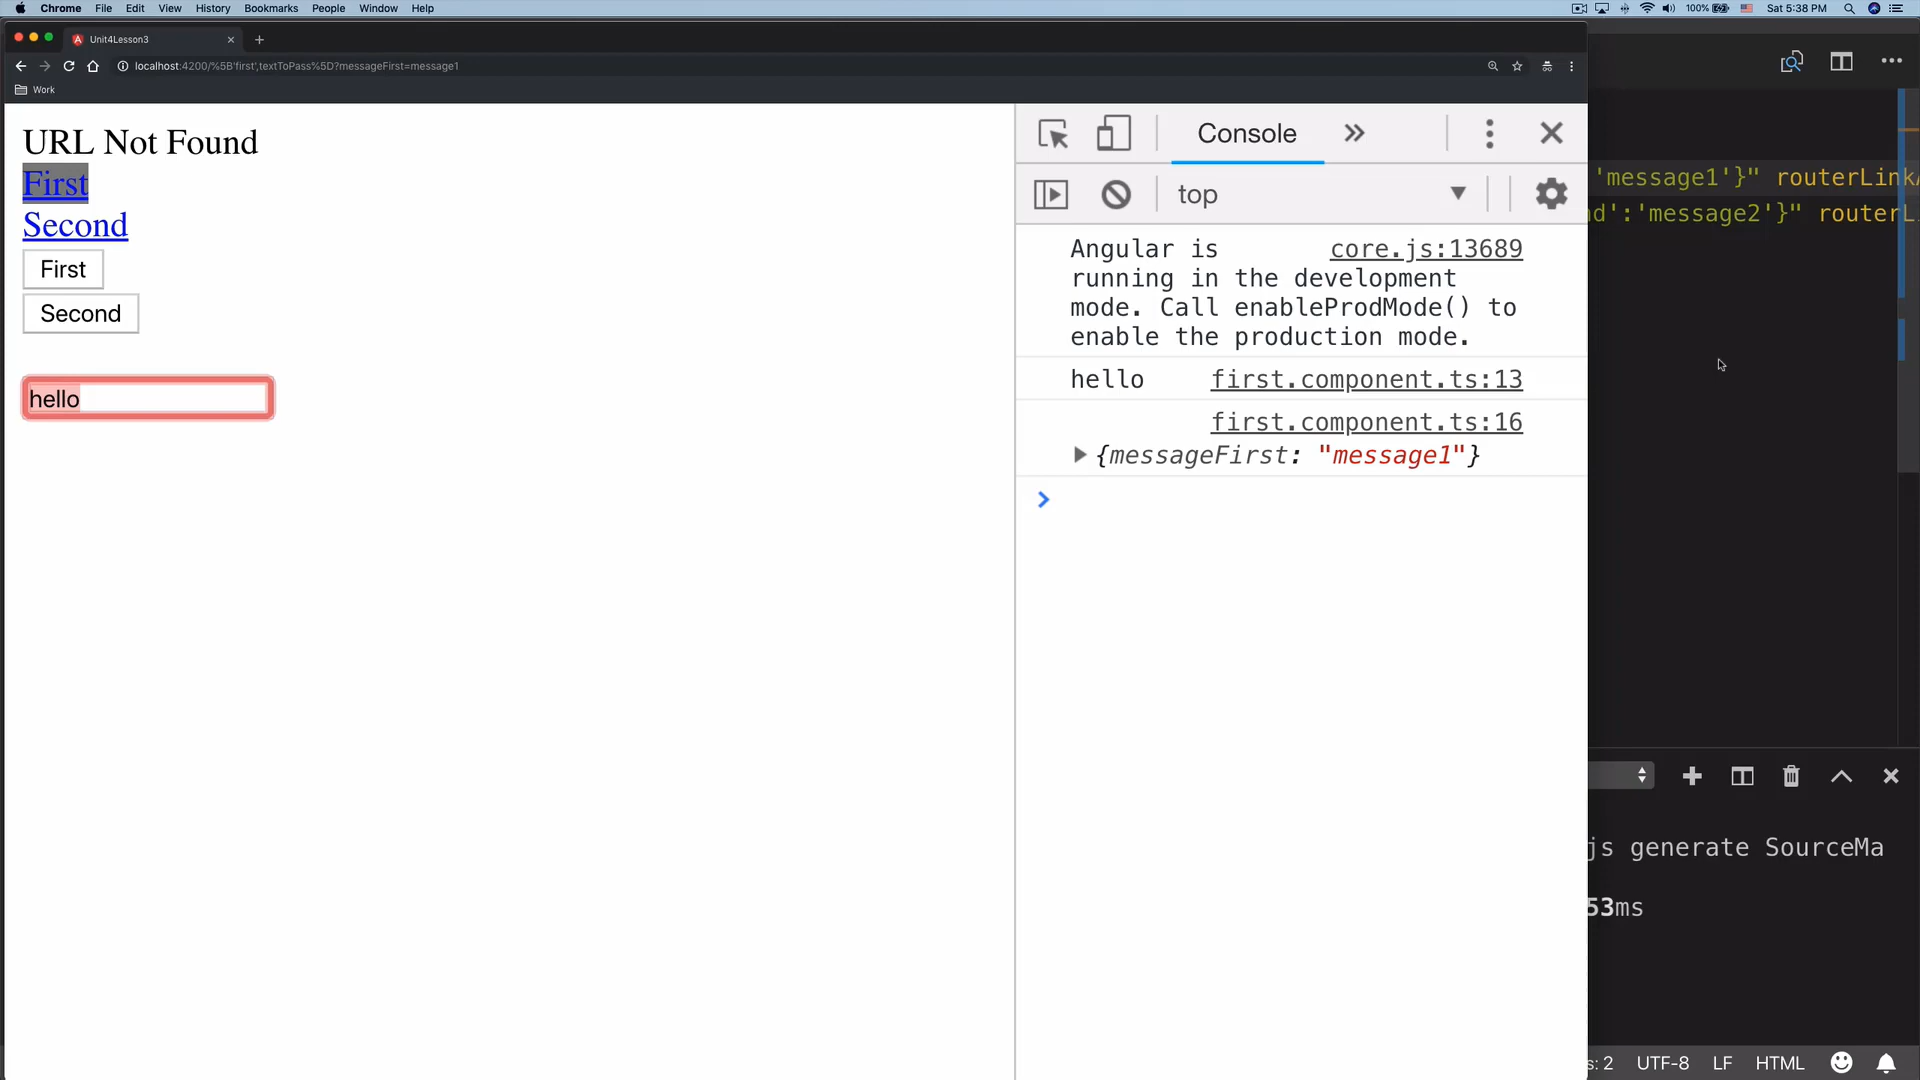 Chrome File Edit View History Bookmarks People Window Help 100% Sat 5:38 PM
Unit4Lesson3
localhost:4200/%5B'first',textToPass%5D?messageFirst=message1
Work
URL Not Found
First
Second
First
Second
hello
Console
top
Angular is core.js:13689
running in the development
mode. Call enableProdMode() to
enable the production mode.
hello first.component.ts:13
first.component.ts:16
{messageFirst: "message1"}
'message1'}" routerLink
nd':'message2'}" routerL
js generate SourceMa
53ms
s: 2 UTF-8 LF HTML